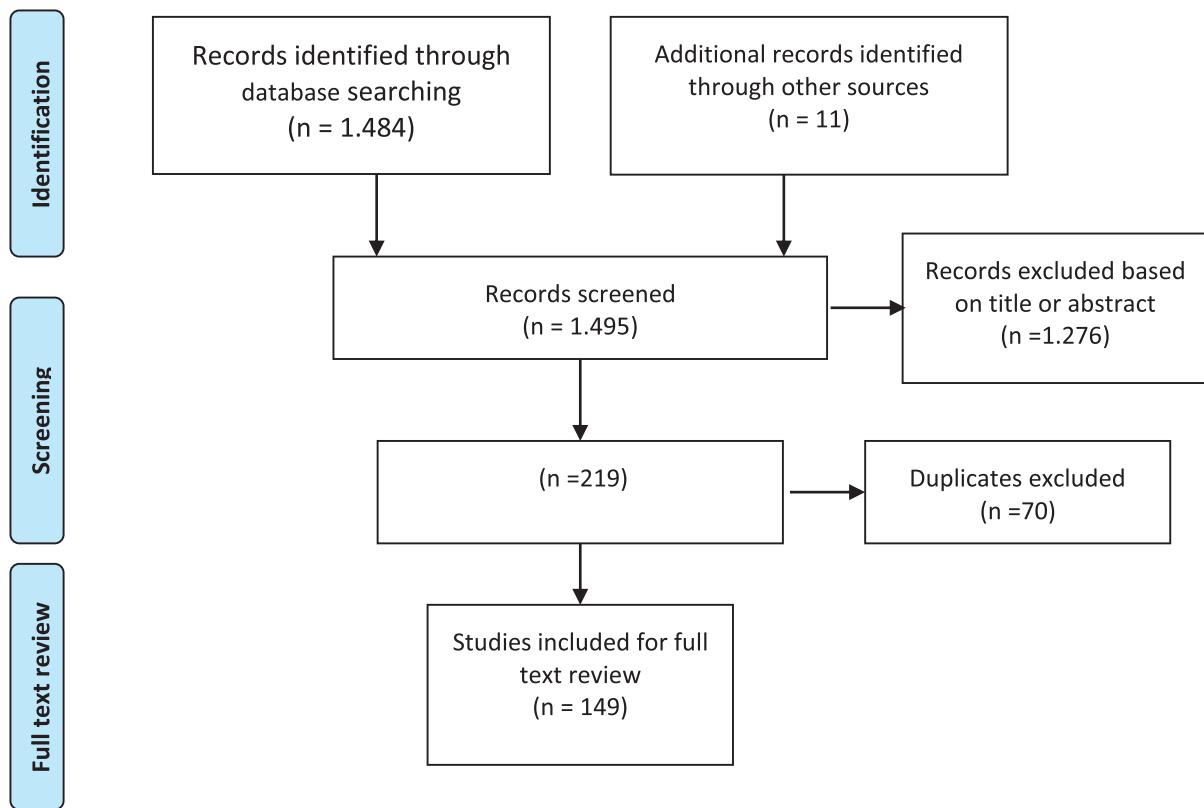 Identification
Records identified through
database searching
(n = 1.484)
Additional records identified
through other sources
(n = 11)
Records screened
(n = 1.495)
Records excluded based
on title or abstract
(n =1.276)
Screening
(n =219)
Duplicates excluded
(n =70)
Full text review
Studies included for full
text review
(n = 149)